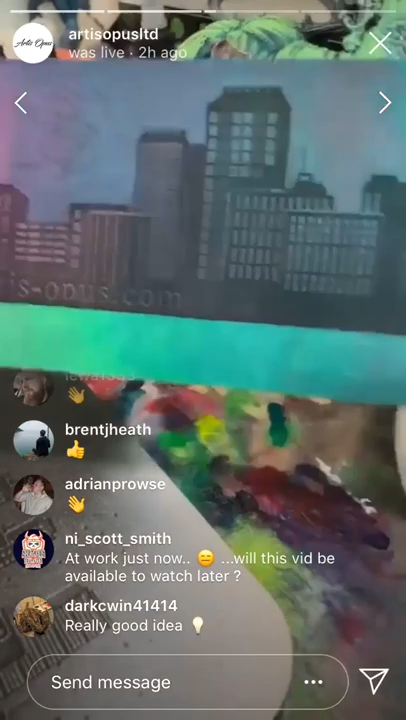 artisopusltd
Artis Opus
was live · 2h ago
is-opus.com
brentjheath
👍
adrianprowse
👋
ni_scott_smith
At work just now.. 😑 ...will this vid be
available to watch later ?
darkcwin41414
Really good idea 💡
Send message